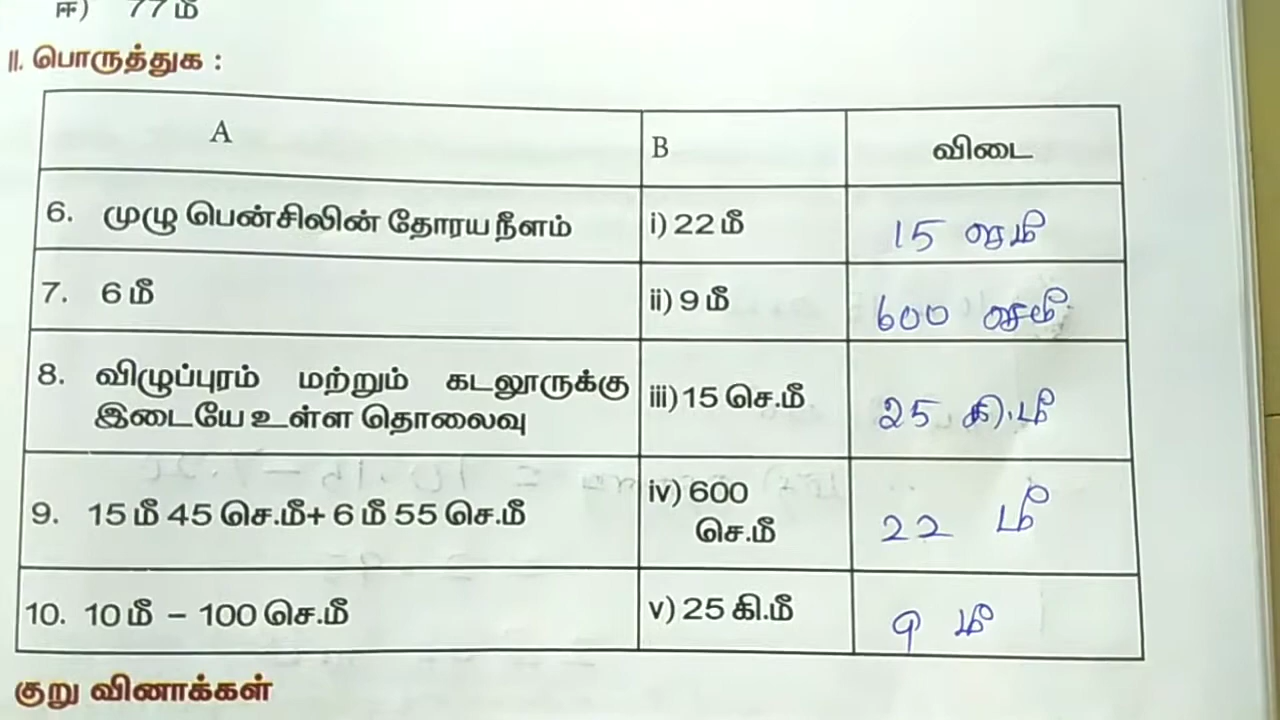 ஈ) 77 மீ
II. பொருத்துக :
A B விடை
6. முழு பென்சிலின் தோரய நீளம் i) 22 மீ 15 செமீ
7. 6 மீ ii) 9 மீ 600 செமீ
8. விழுப்புரம் மற்றும் கடலூருக்கு iii) 15 செ.மீ 25 கி.மீ
இடையே உள்ள தொலைவு
9. 15 மீ 45 செ.மீ+ 6 மீ 55 செ.மீ iv) 600 22 மீ
செ.மீ
10. 10 மீ – 100 செ.மீ v) 25 கி.மீ 9 மீ
குறு வினாக்கள்